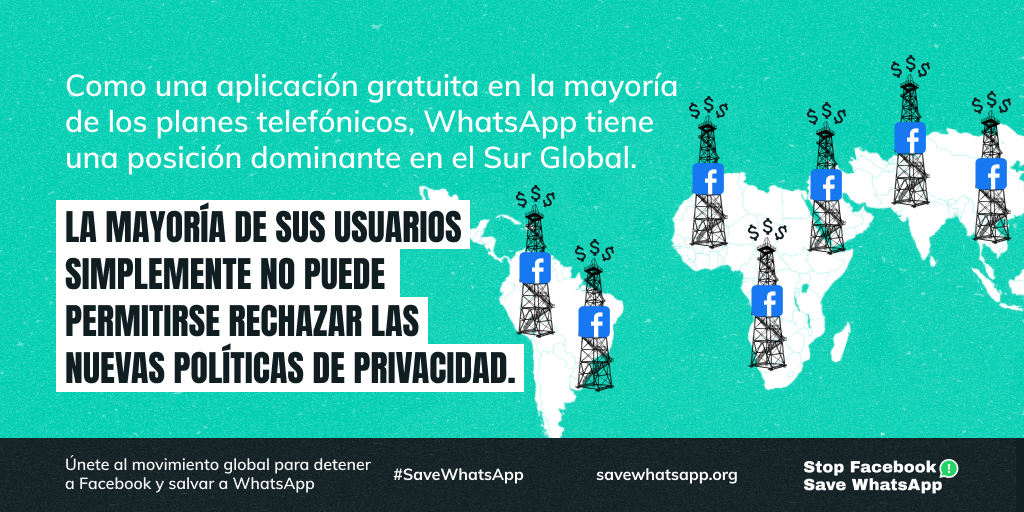 Como una aplicación gratuita en la mayoría
de los planes telefónicos, WhatsApp tiene
una posición dominante en el Sur Global.
LA MAYORÍA DE SUS USUARIOS
SIMPLEMENTE NO PUEDE
PERMITIRSE RECHAZAR LAS
NUEVAS POLÍTICAS DE PRIVACIDAD.
$$$
$$$
$$$
$$$
$$$
$$$
$$$
Únete al movimiento global para detener
a Facebook y salvar a WhatsApp
#SaveWhatsApp
savewhatsapp.org
Stop Facebook
Save WhatsApp